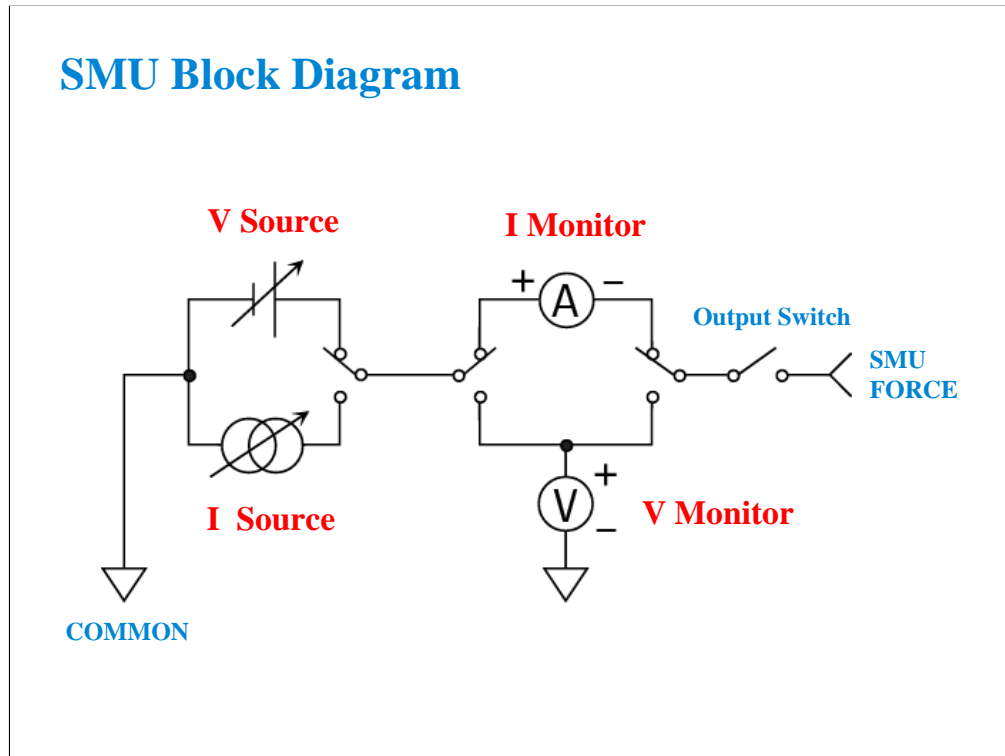 SMU Block Diagram
V Source
I Monitor
+
−
A
Output Switch
SMU
FORCE
I Source
V
+
−
V Monitor
COMMON